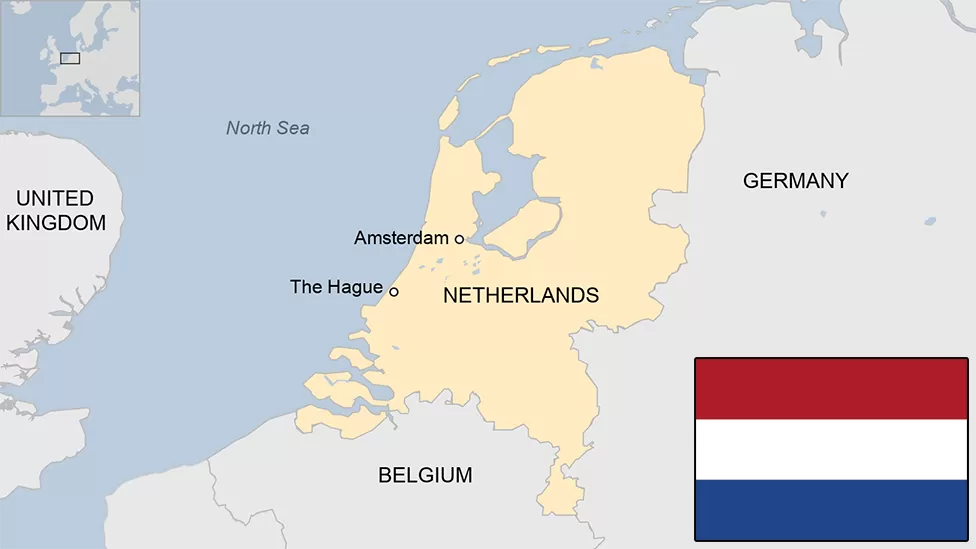 North Sea
UNITED
KINGDOM
GERMANY
Amsterdam
The Hague
NETHERLANDS
BELGIUM